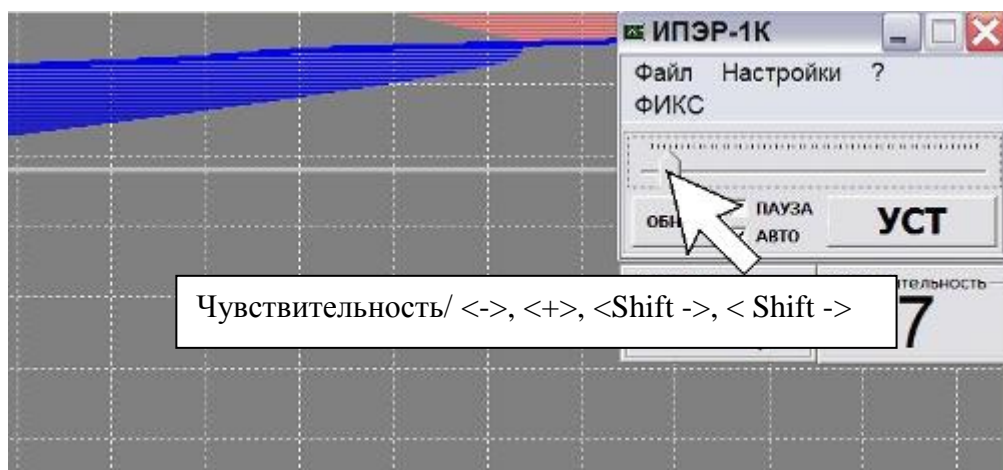 ИПЭР-1К
Файл Настройки ?
ФИКС
ПАУЗА
АВТО
УСТ
Чувствительность/ <->, <+>, <Shift ->, < Shift ->
7